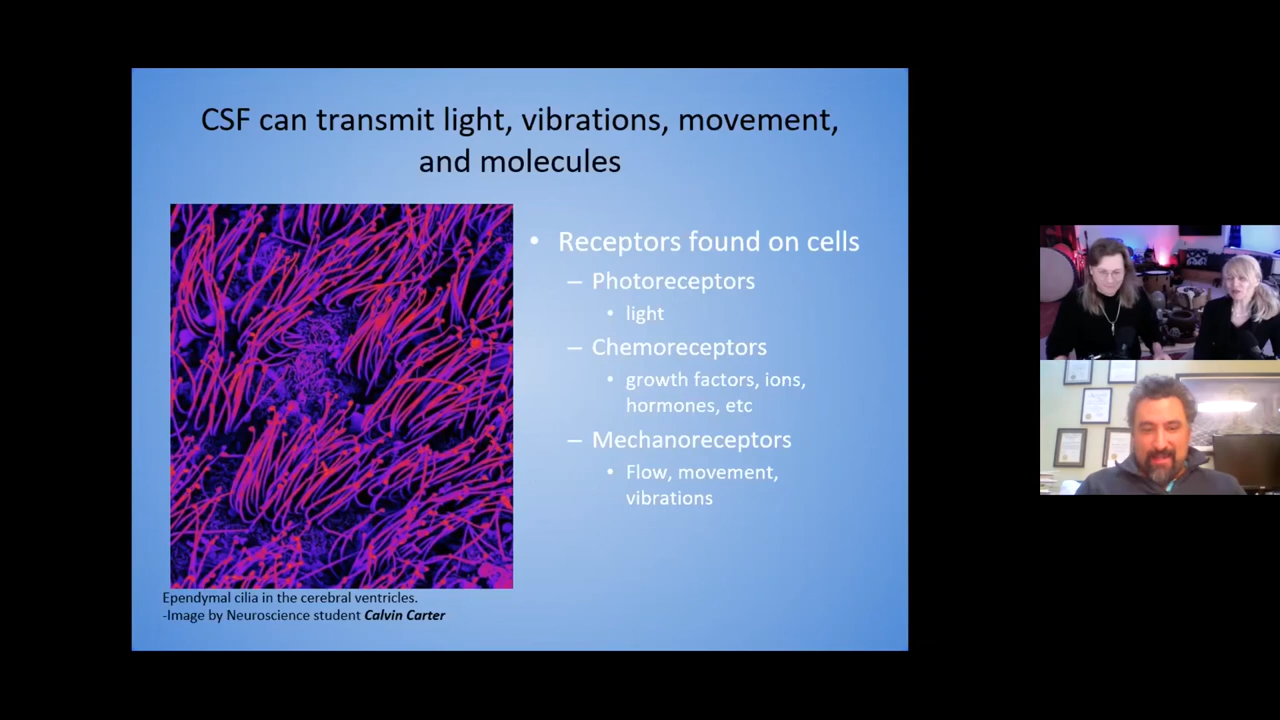 CSF can transmit light, vibrations, movement,
and molecules
• Receptors found on cells
– Photoreceptors
• light
– Chemoreceptors
• growth factors, ions,
hormones, etc
– Mechanoreceptors
• Flow, movement,
vibrations
Ependymal cilia in the cerebral ventricles.
-Image by Neuroscience student Calvin Carter